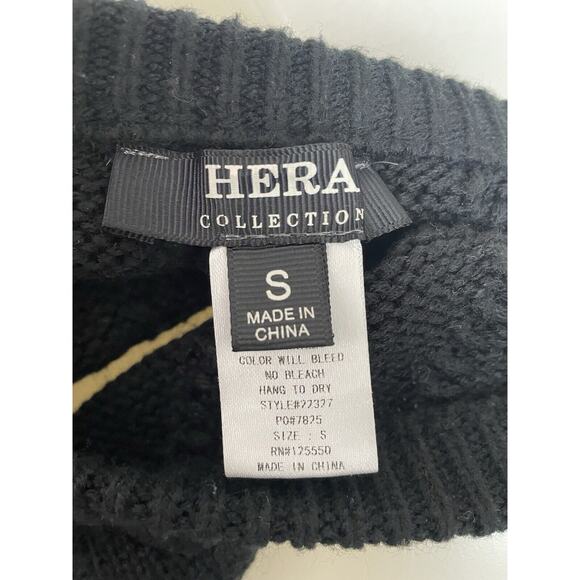 HERA
COLLECTION
S
MADE IN
CHINA
COLOR WILL BLEED
NO BLEACH
HANG TO DRY
STYLE#22327
PO#7825
SIZE : S
RN#125550
MADE IN CHINA